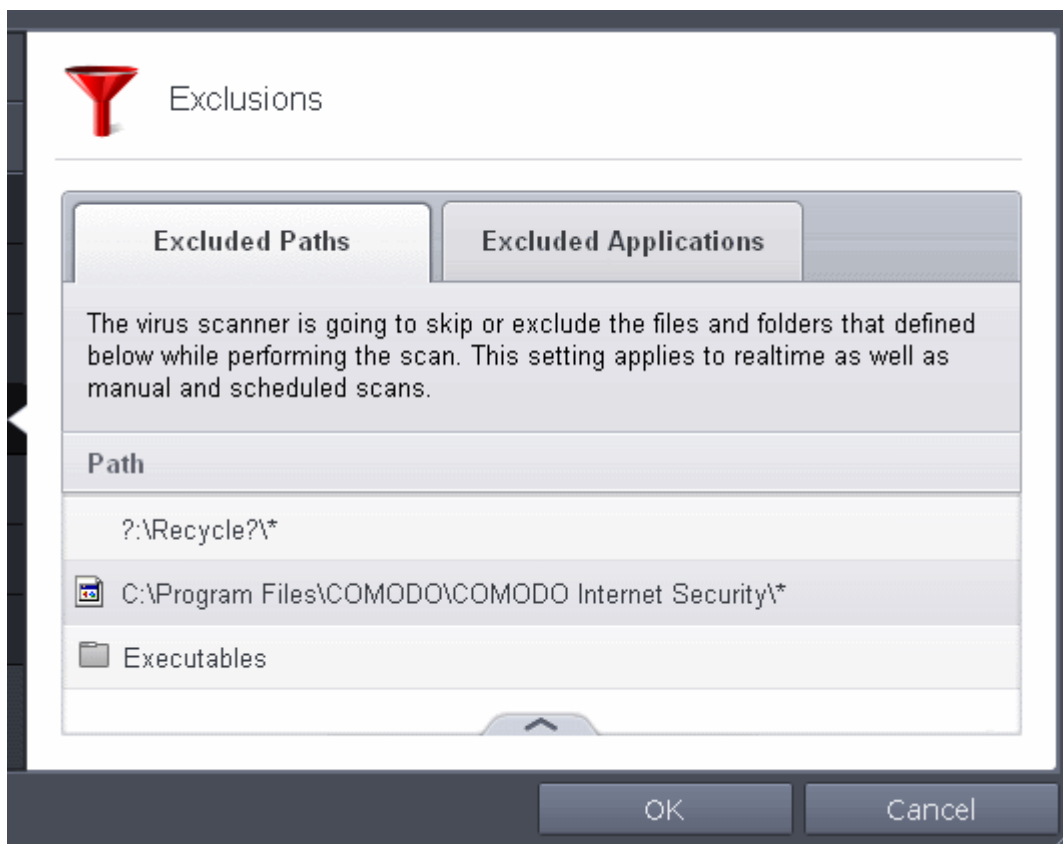 Exclusions
Excluded Paths
Excluded Applications
The virus scanner is going to skip or exclude the files and folders that defined
below while performing the scan. This setting applies to realtime as well as
manual and scheduled scans.
Path
?:\Recycle?\*
C:\Program Files\COMODO\COMODO Internet Security\*
Executables
OK
Cancel